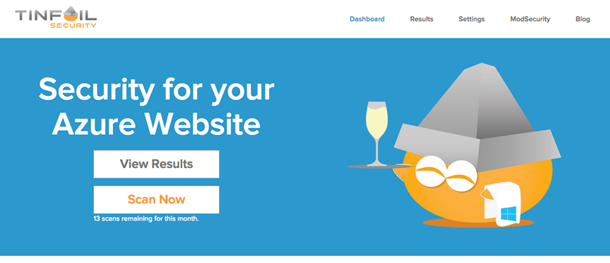 TINFOIL
SECURITY
Dashboard
Results
Settings
ModSecurity
Blog
Security for your
Azure Website
View Results
Scan Now
13 scans remaining for this month.